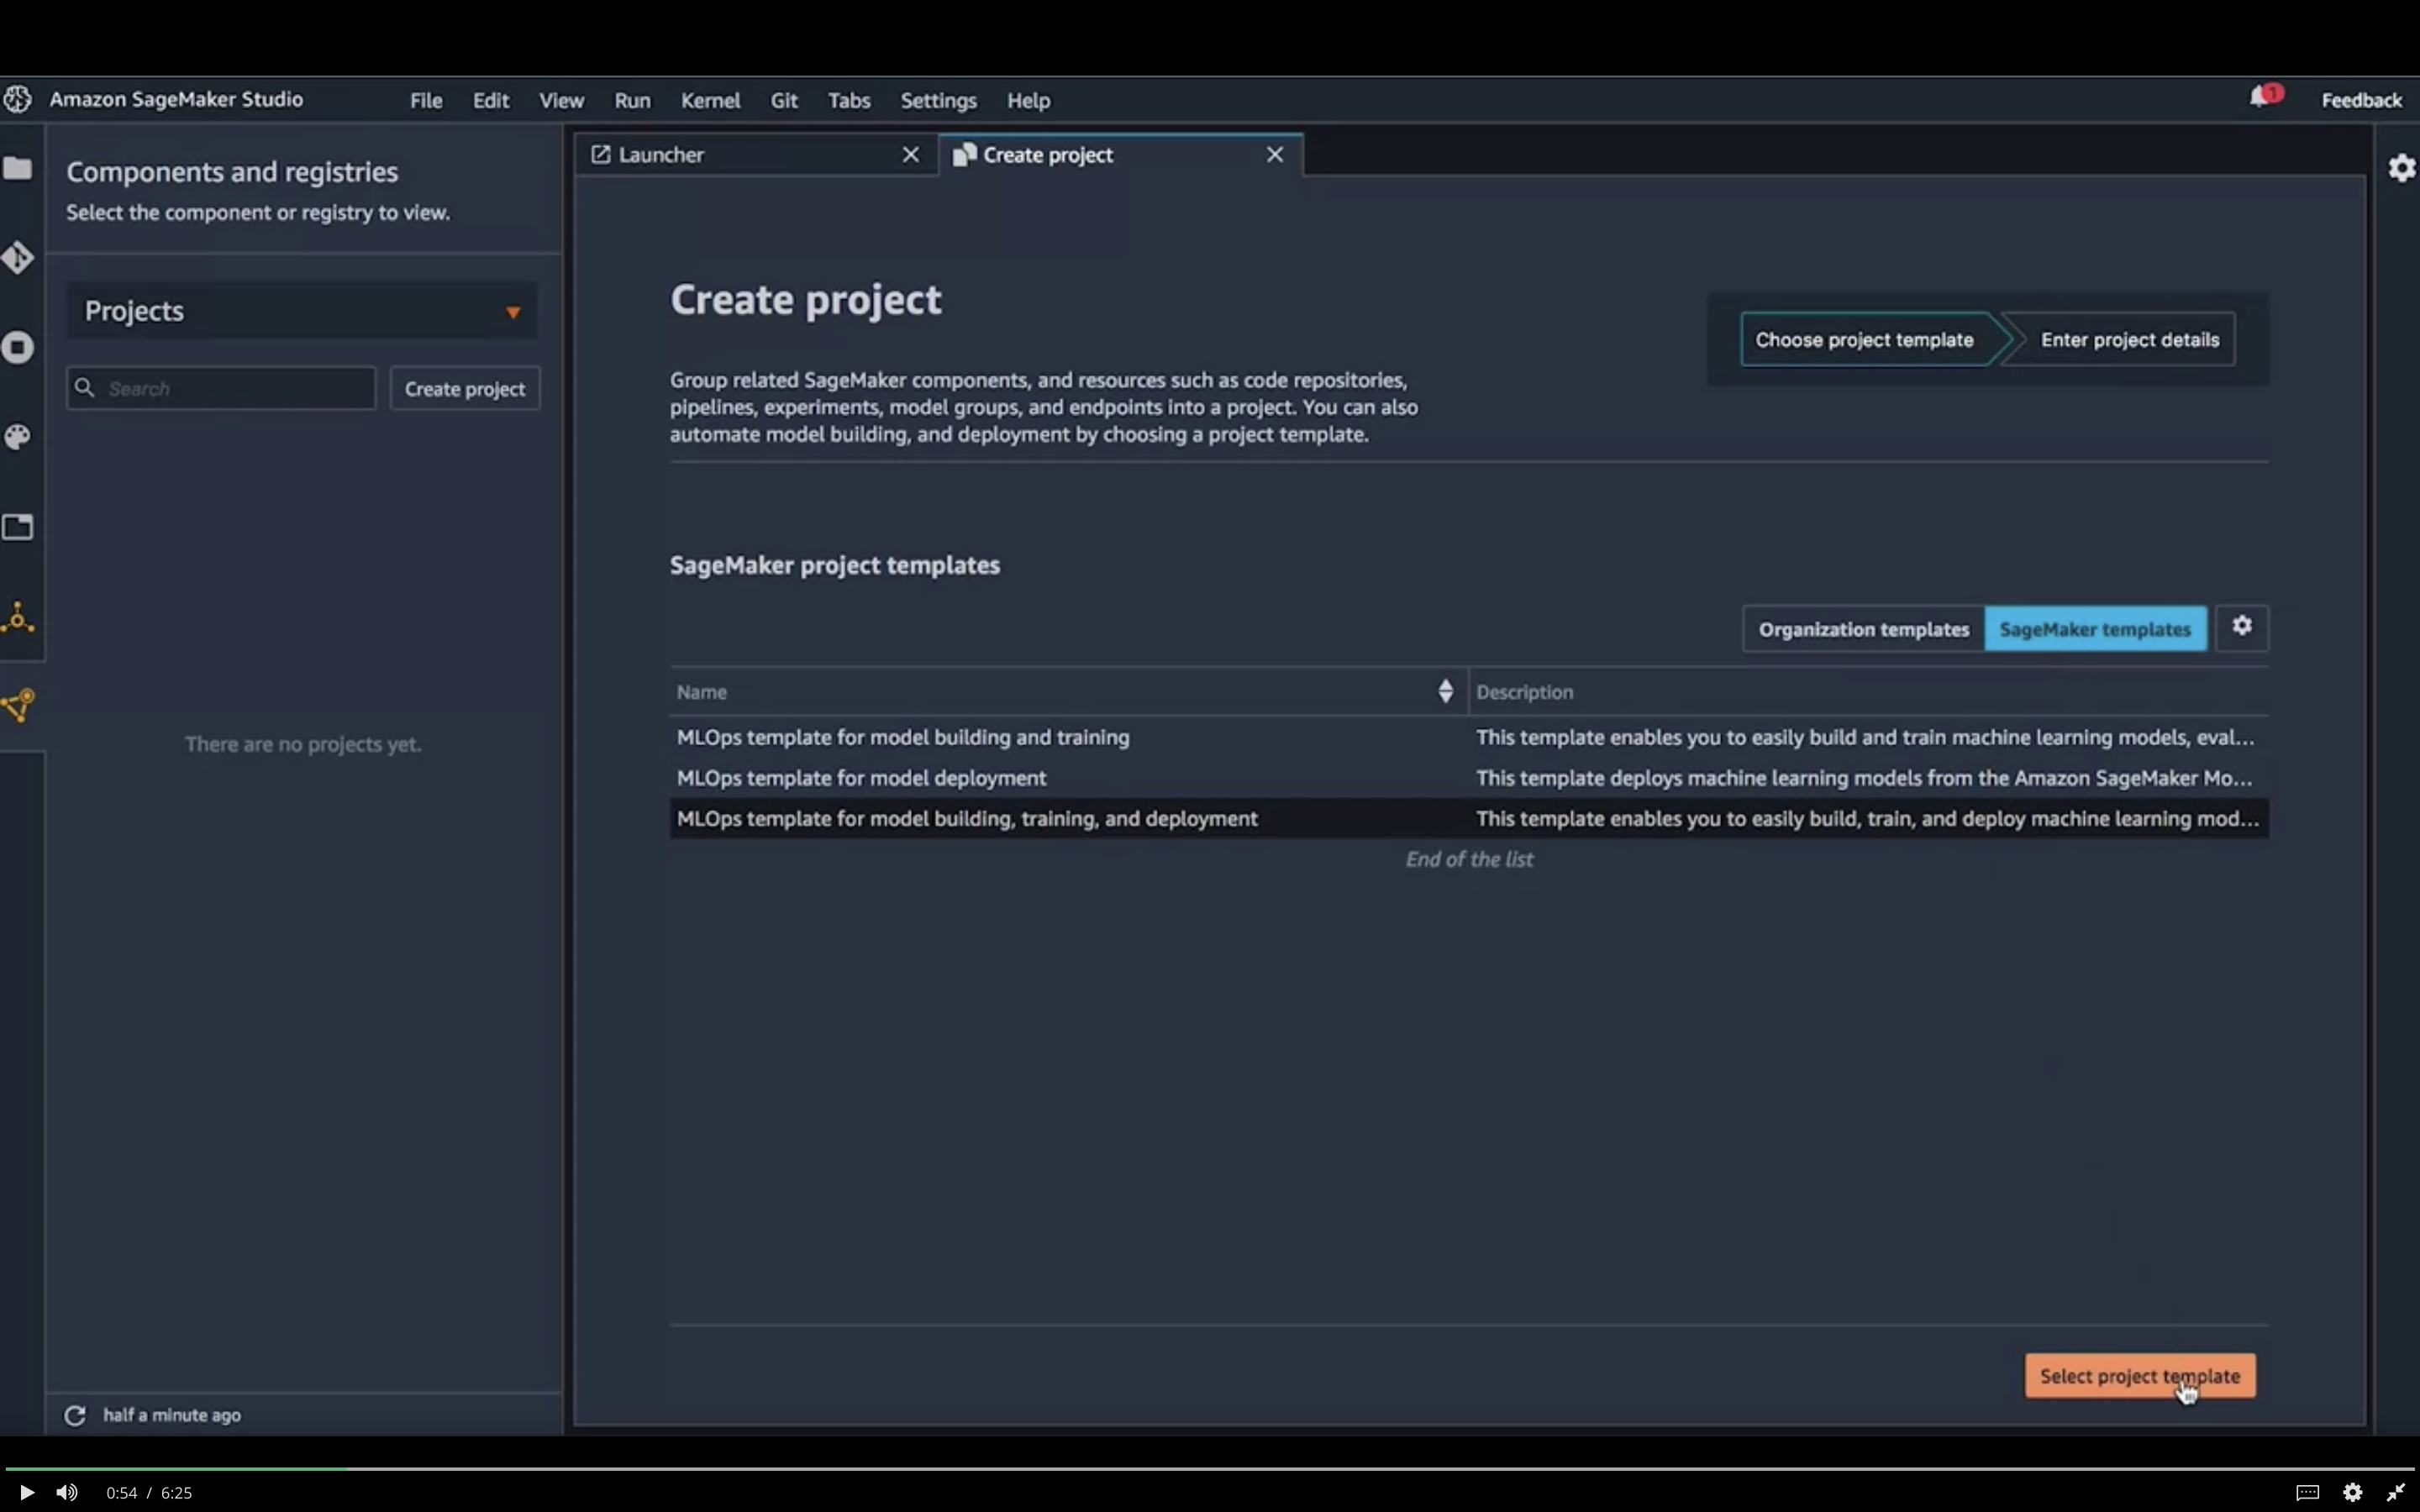 Amazon SageMaker Studio File Edit View Run Kernel Git Tabs Settings Help 1 Feedback
Components and registries
Select the component or registry to view.
Projects
Search Create project
There are no projects yet.
half a minute ago
Launcher Create project
Create project
Choose project template Enter project details
Group related SageMaker components, and resources such as code repositories,
pipelines, experiments, model groups, and endpoints into a project. You can also
automate model building, and deployment by choosing a project template.
SageMaker project templates
Organization templates SageMaker templates
Name Description
MLOps template for model building and training This template enables you to easily build and train machine learning models, eval...
MLOps template for model deployment This template deploys machine learning models from the Amazon SageMaker Mo...
MLOps template for model building, training, and deployment This template enables you to easily build, train, and deploy machine learning mod...
End of the list
Select project template
0:54 / 6:25